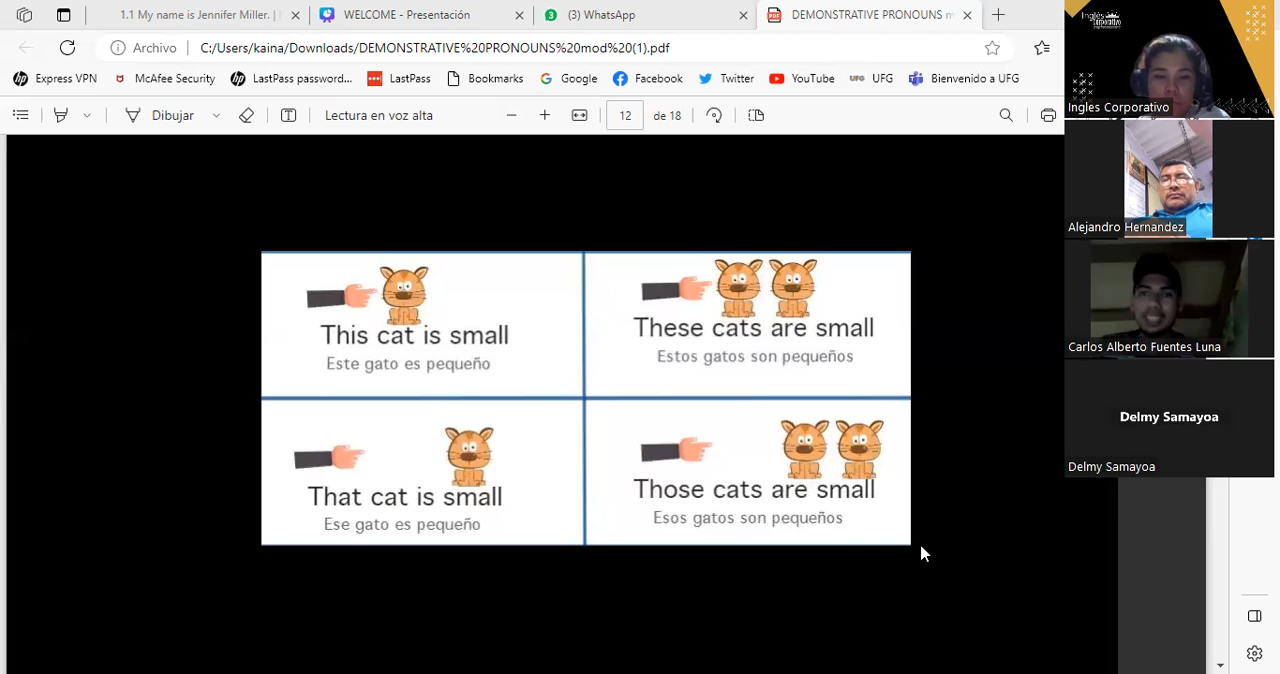 1.1 My name is Jennifer Miller. |
WELCOME - Presentación
(3) WhatsApp
DEMONSTRATIVE PRONOUNS
Archivo
C:/Users/kaina/Downloads/DEMONSTRATIVE%20PRONOUNS%20mod%20(1).pdf
Express VPN
McAfee Security
LastPass password...
LastPass
Bookmarks
Google
Facebook
Twitter
YouTube
UFG
Bienvenido a UFG
Dibujar
Lectura en voz alta
12
de 18
This cat is small
Este gato es pequeño
These cats are small
Estos gatos son pequeños
That cat is small
Ese gato es pequeño
Those cats are small
Esos gatos son pequeños
Inglés
Corporativo
Ingles Corporativo
Alejandro Hernandez
Carlos Alberto Fuentes Luna
Delmy Samayoa
Delmy Samayoa